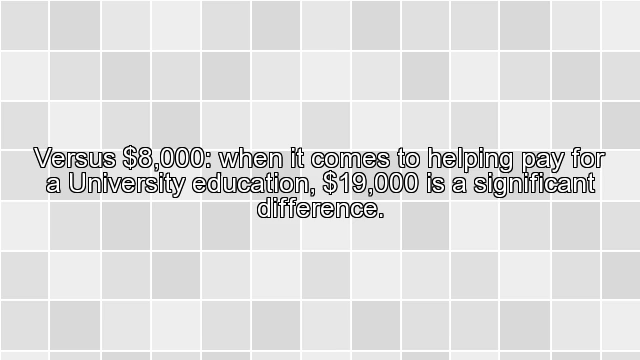 Versus $8,000: when it comes to helping pay for
a University education, $19,000 is a significant
difference.